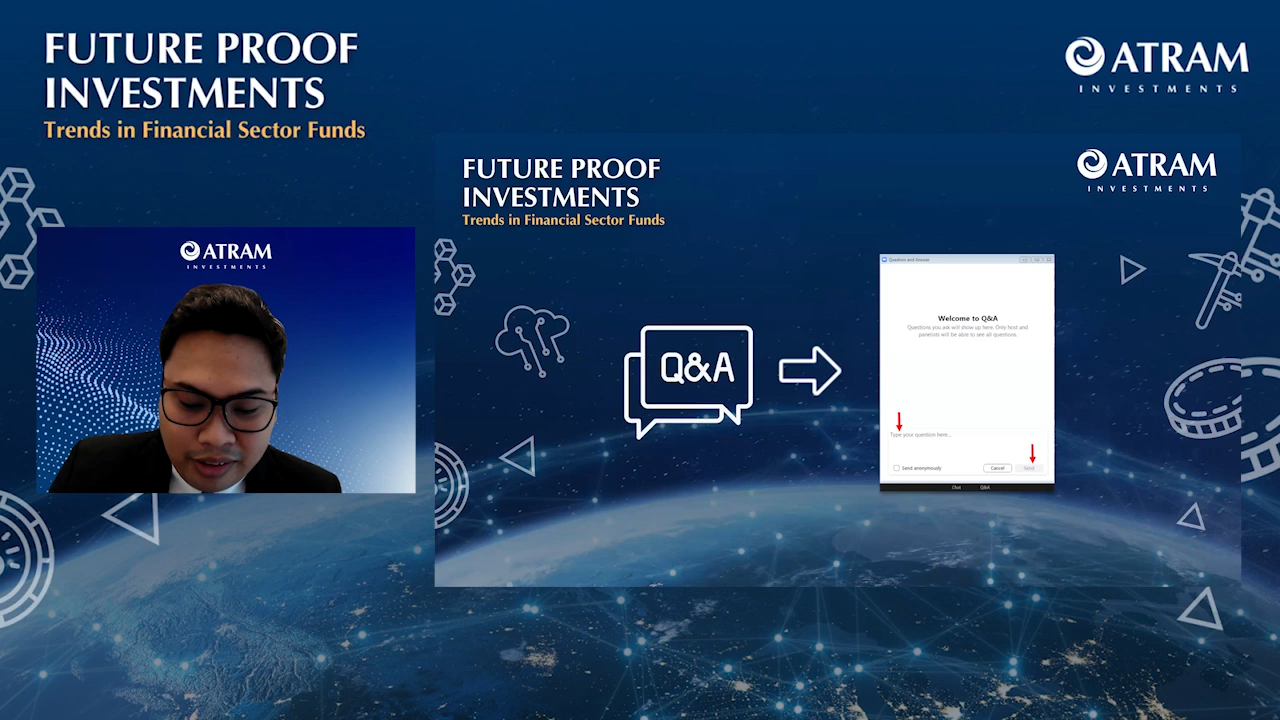 FUTURE PROOF
INVESTMENTS
Trends in Financial Sector Funds
ATRAM
INVESTMENTS
ATRAM
INVESTMENTS
FUTURE PROOF
INVESTMENTS
Trends in Financial Sector Funds
ATRAM
INVESTMENTS
Q&A
Question and Answer
Welcome to Q&A
Questions you ask will show up here. Only host and
panelists will be able to see all questions.
Type your question here...
Send anonymously
Cancel
Send
Chat
Q&A